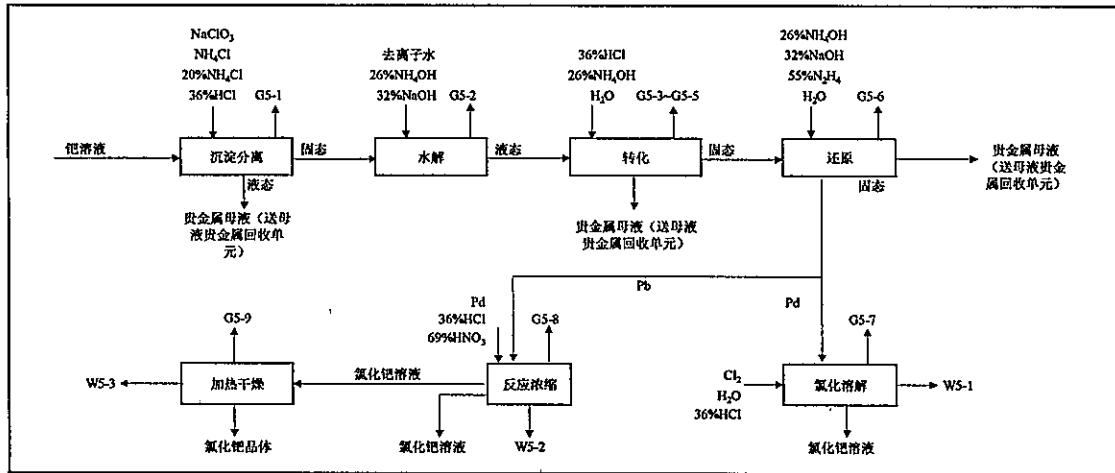 NaClO₃
NH₄Cl
20%NH₄Cl
36%HCl
G5-1
去离子水
26%NH₄OH
32%NaOH
G5-2
36%HCl
26%NH₄OH
H₂O
G5-3~G5-5
26%NH₄OH
32%NaOH
55%N₂H₄
H₂O
G5-6
钯溶液
沉淀分离
固态
水解
液态
转化
固态
还原
固态
贵金属母液
（送母液贵金
属回收单元）
液态
贵金属母液（送母
液贵金属回收单
元）
贵金属母液（送母液
贵金属回收单元）
Pb
Pd
G5-9
Pd
36%HCl
69%HNO₃
G5-8
G5-7
W5-3
加热干燥
氯化钯溶液
反应浓缩
Cl₂
H₂O
36%HCl
氯化溶解
W5-1
氯化钯晶体
氯化钯溶液
W5-2
氯化钯溶液